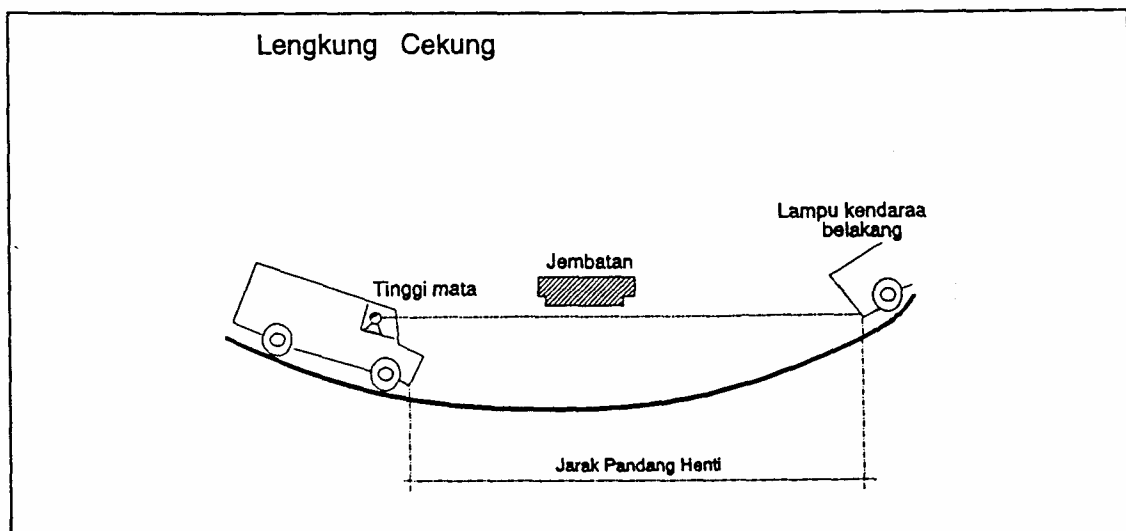 Lengkung Cekung
Lampu kendaraa
belakang
Jembatan
Tinggi mata
Jarak Pandang Henti